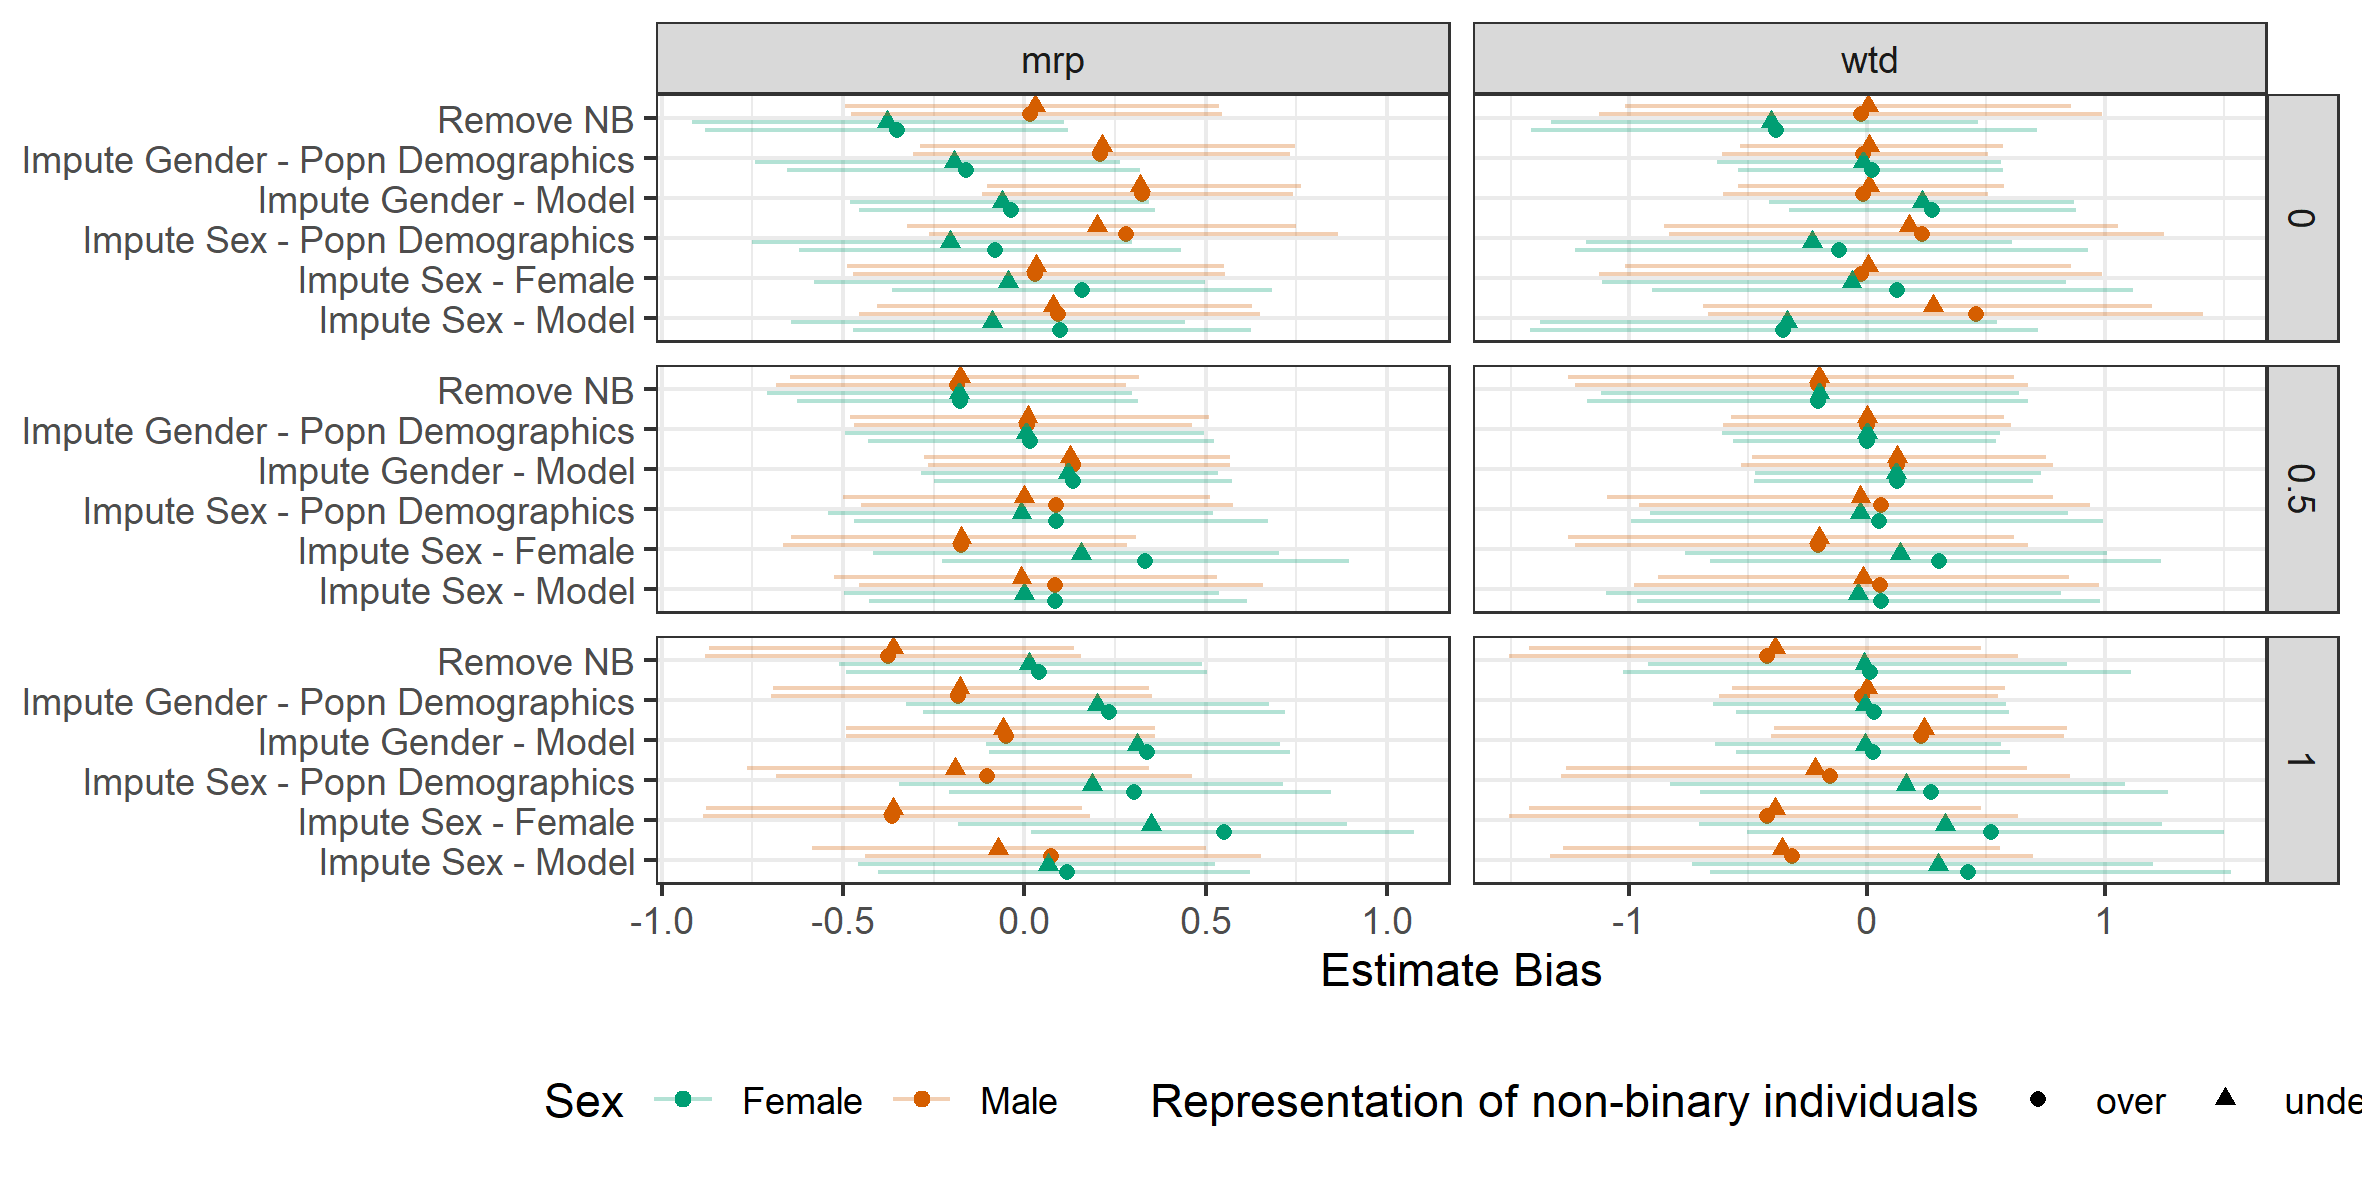 mrp wtd
Remove NB
Impute Gender - Popn Demographics
Impute Gender - Model
Impute Sex - Popn Demographics
Impute Sex - Female
Impute Sex - Model
0
Remove NB
Impute Gender - Popn Demographics
Impute Gender - Model
Impute Sex - Popn Demographics
Impute Sex - Female
Impute Sex - Model
0.5
Remove NB
Impute Gender - Popn Demographics
Impute Gender - Model
Impute Sex - Popn Demographics
Impute Sex - Female
Impute Sex - Model
1
-1.0 -0.5 0.0 0.5 1.0 -1 0 1
Estimate Bias
Sex Female Male Representation of non-binary individuals over unde